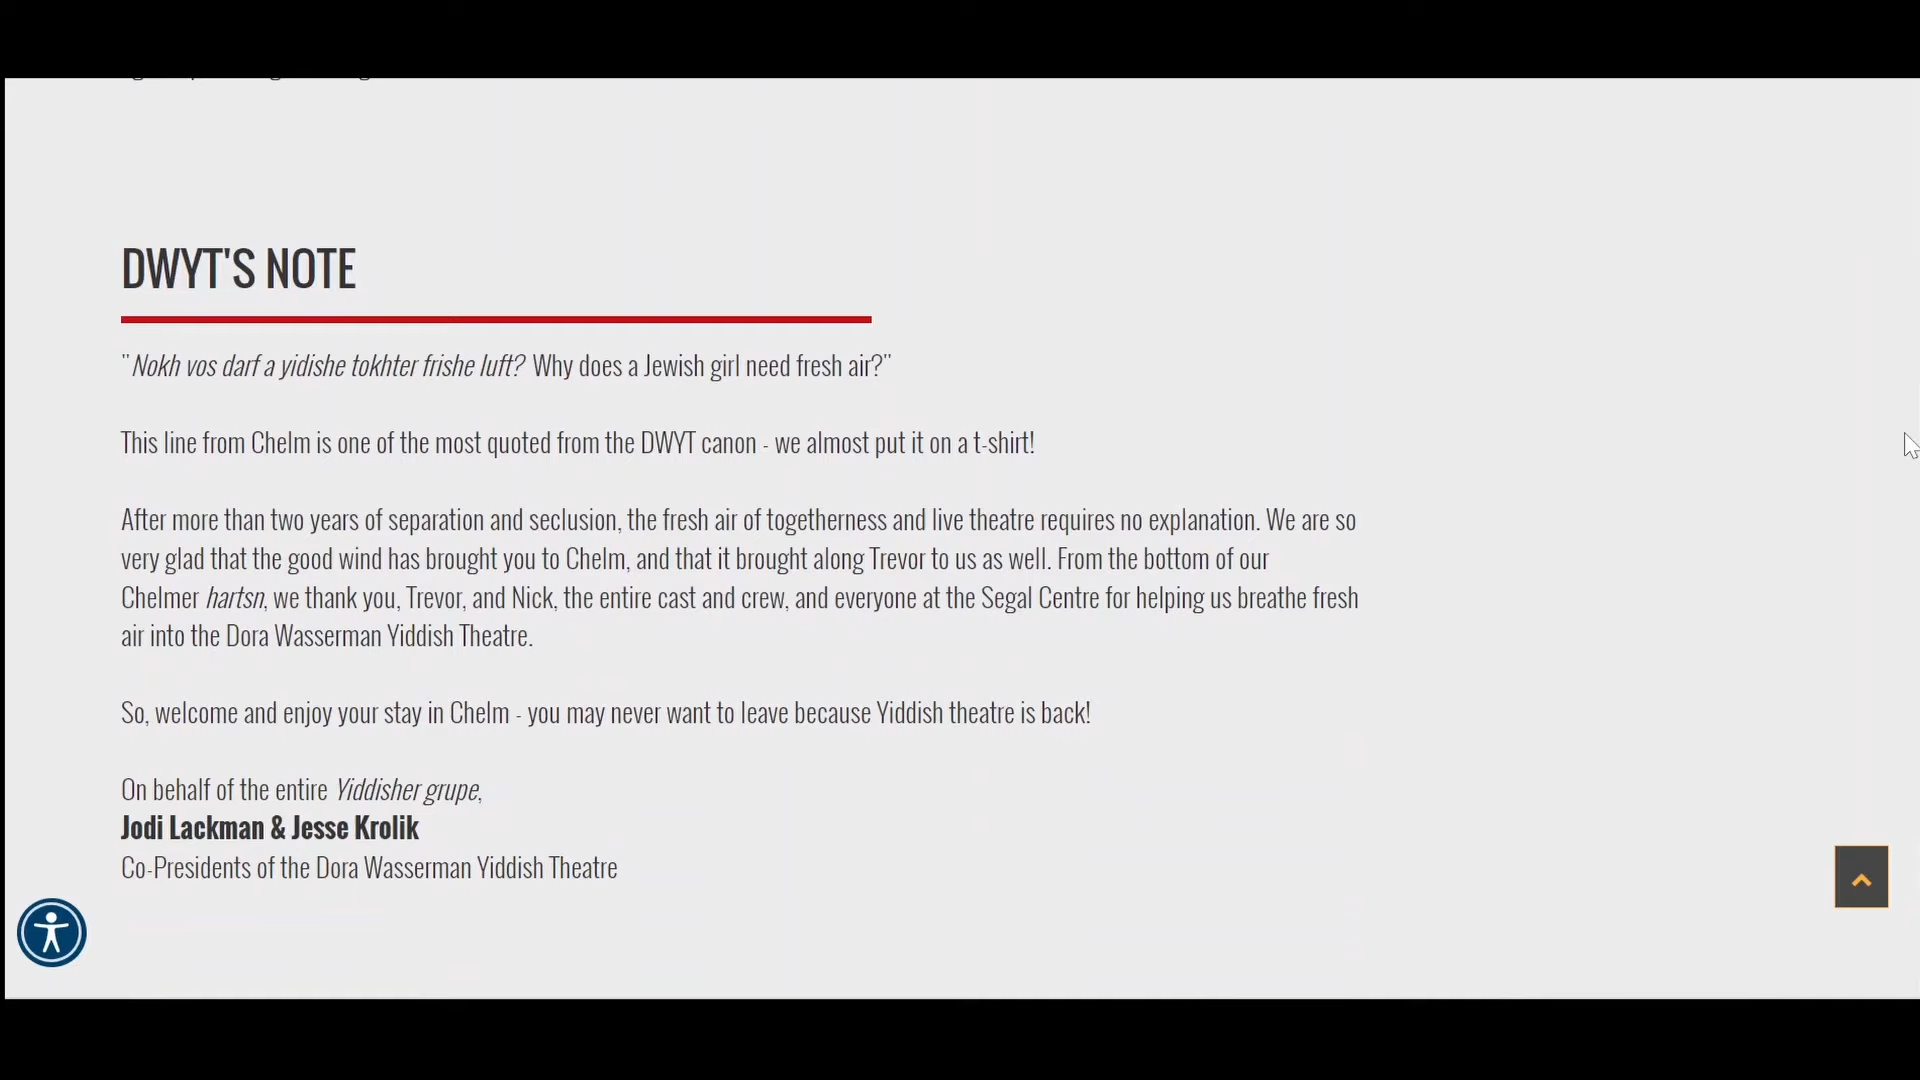 DWYT'S NOTE
"Nokh vos darf a yidishe tokhter frishe luft? Why does a Jewish girl need fresh air?"
This line from Chelm is one of the most quoted from the DWYT canon - we almost put it on a t-shirt!
After more than two years of separation and seclusion, the fresh air of togetherness and live theatre requires no explanation. We are so
very glad that the good wind has brought you to Chelm, and that it brought along Trevor to us as well. From the bottom of our
Chelmer hartsn, we thank you, Trevor, and Nick, the entire cast and crew, and everyone at the Segal Centre for helping us breathe fresh
air into the Dora Wasserman Yiddish Theatre.
So, welcome and enjoy your stay in Chelm - you may never want to leave because Yiddish theatre is back!
On behalf of the entire Yiddisher grupe,
Jodi Lackman & Jesse Krolik
Co-Presidents of the Dora Wasserman Yiddish Theatre